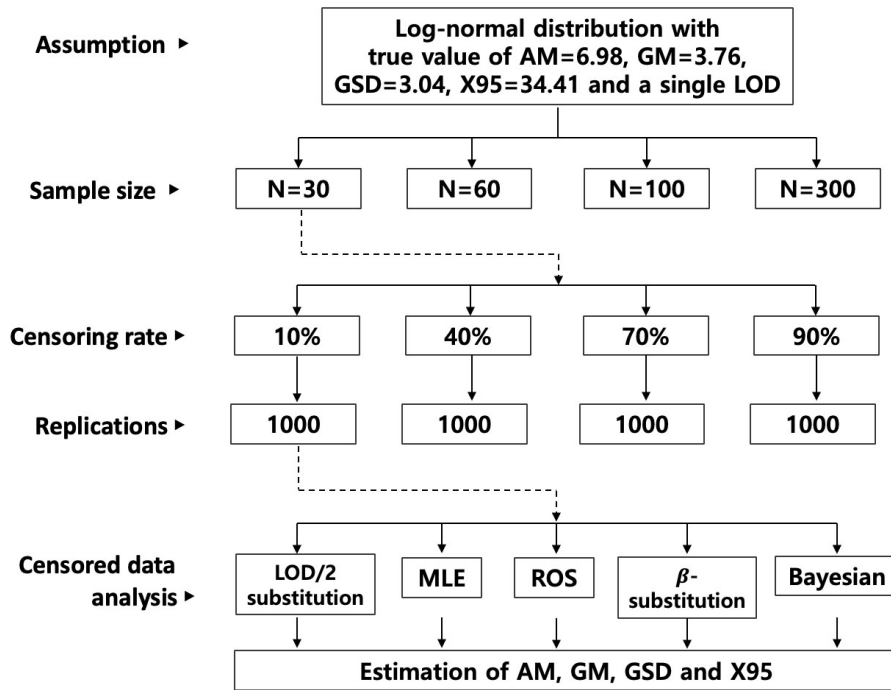 Assumption ▶
Log-normal distribution with
true value of AM=6.98, GM=3.76,
GSD=3.04, X95=34.41 and a single LOD
Sample size ▶
N=30
N=60
N=100
N=300
Censoring rate ▶
10%
40%
70%
90%
Replications ▶
1000
1000
1000
1000
Censored data
analysis ▶
LOD/2
substitution
MLE
ROS
β-
substitution
Bayesian
Estimation of AM, GM, GSD and X95